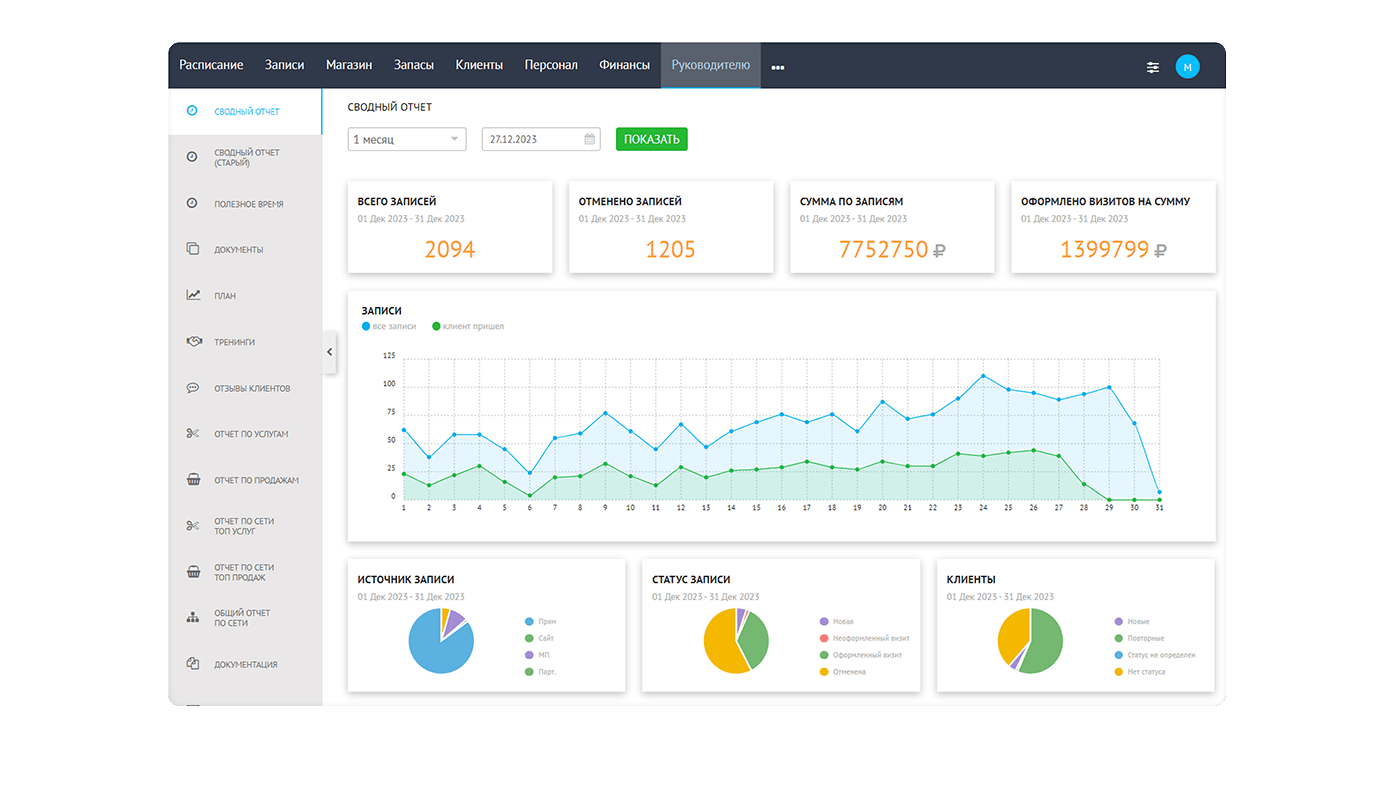 Расписание Записи Магазин Запасы Клиенты Персонал Финансы Руководителю
М
СВОДНЫЙ ОТЧЕТ
СВОДНЫЙ ОТЧЕТ
(СТАРЫЙ)
ПОЛЕЗНОЕ ВРЕМЯ
ДОКУМЕНТЫ
ПЛАН
ТРЕНИНГИ
ОТЗЫВЫ КЛИЕНТОВ
ОТЧЕТ ПО УСЛУГАМ
ОТЧЕТ ПО ПРОДАЖАМ
ОТЧЕТ ПО СЕТИ
ТОП УСЛУГ
ОТЧЕТ ПО СЕТИ
ТОП ПРОДАЖ
ОБЩИЙ ОТЧЕТ
ПО СЕТИ
ДОКУМЕНТАЦИЯ
СВОДНЫЙ ОТЧЕТ
1 месяц 27.12.2023 ПОКАЗАТЬ
ВСЕГО ЗАПИСЕЙ
01 Дек 2023 - 31 Дек 2023
2094
ОТМЕНЕНО ЗАПИСЕЙ
01 Дек 2023 - 31 Дек 2023
1205
СУММА ПО ЗАПИСЯМ
01 Дек 2023 - 31 Дек 2023
7752750 ₽
ОФОРМЛЕНО ВИЗИТОВ НА СУММУ
01 Дек 2023 - 31 Дек 2023
1399799 ₽
ЗАПИСИ
все записи клиент пришел
125
100
75
50
25
0
1 2 3 4 5 6 7 8 9 10 11 12 13 14 15 16 17 18 19 20 21 22 23 24 25 26 27 28 29 30 31
ИСТОЧНИК ЗАПИСИ
01 Дек 2023 - 31 Дек 2023
Прям
Сайт
МП
Парт.
СТАТУС ЗАПИСИ
01 Дек 2023 - 31 Дек 2023
Новая
Неоформленный визит
Оформленный визит
Отменена
КЛИЕНТЫ
01 Дек 2023 - 31 Дек 2023
Новые
Повторные
Статус не определен
Нет статуса